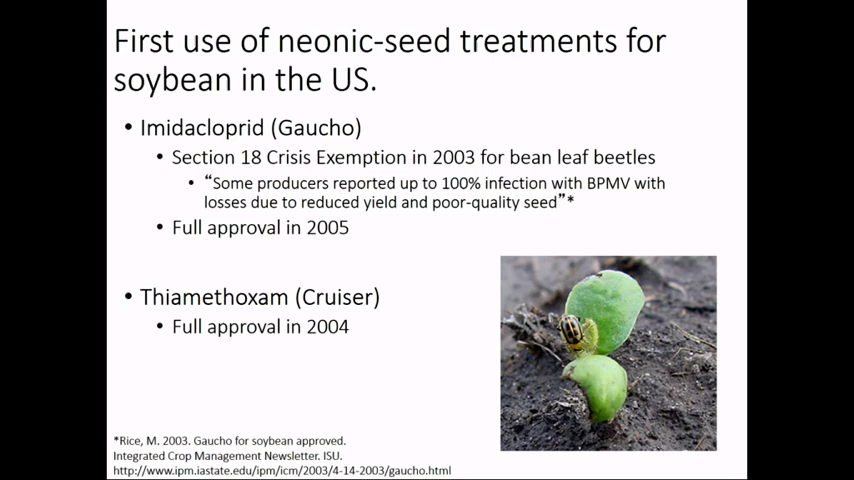 First use of neonic-seed treatments for
soybean in the US.
• Imidacloprid (Gaucho)
• Section 18 Crisis Exemption in 2003 for bean leaf beetles
• “Some producers reported up to 100% infection with BPMV with
losses due to reduced yield and poor-quality seed”*
• Full approval in 2005
• Thiamethoxam (Cruiser)
• Full approval in 2004
*Rice, M. 2003. Gaucho for soybean approved.
Integrated Crop Management Newsletter. ISU.
http://www.ipm.iastate.edu/ipm/icm/2003/4-14-2003/gaucho.html